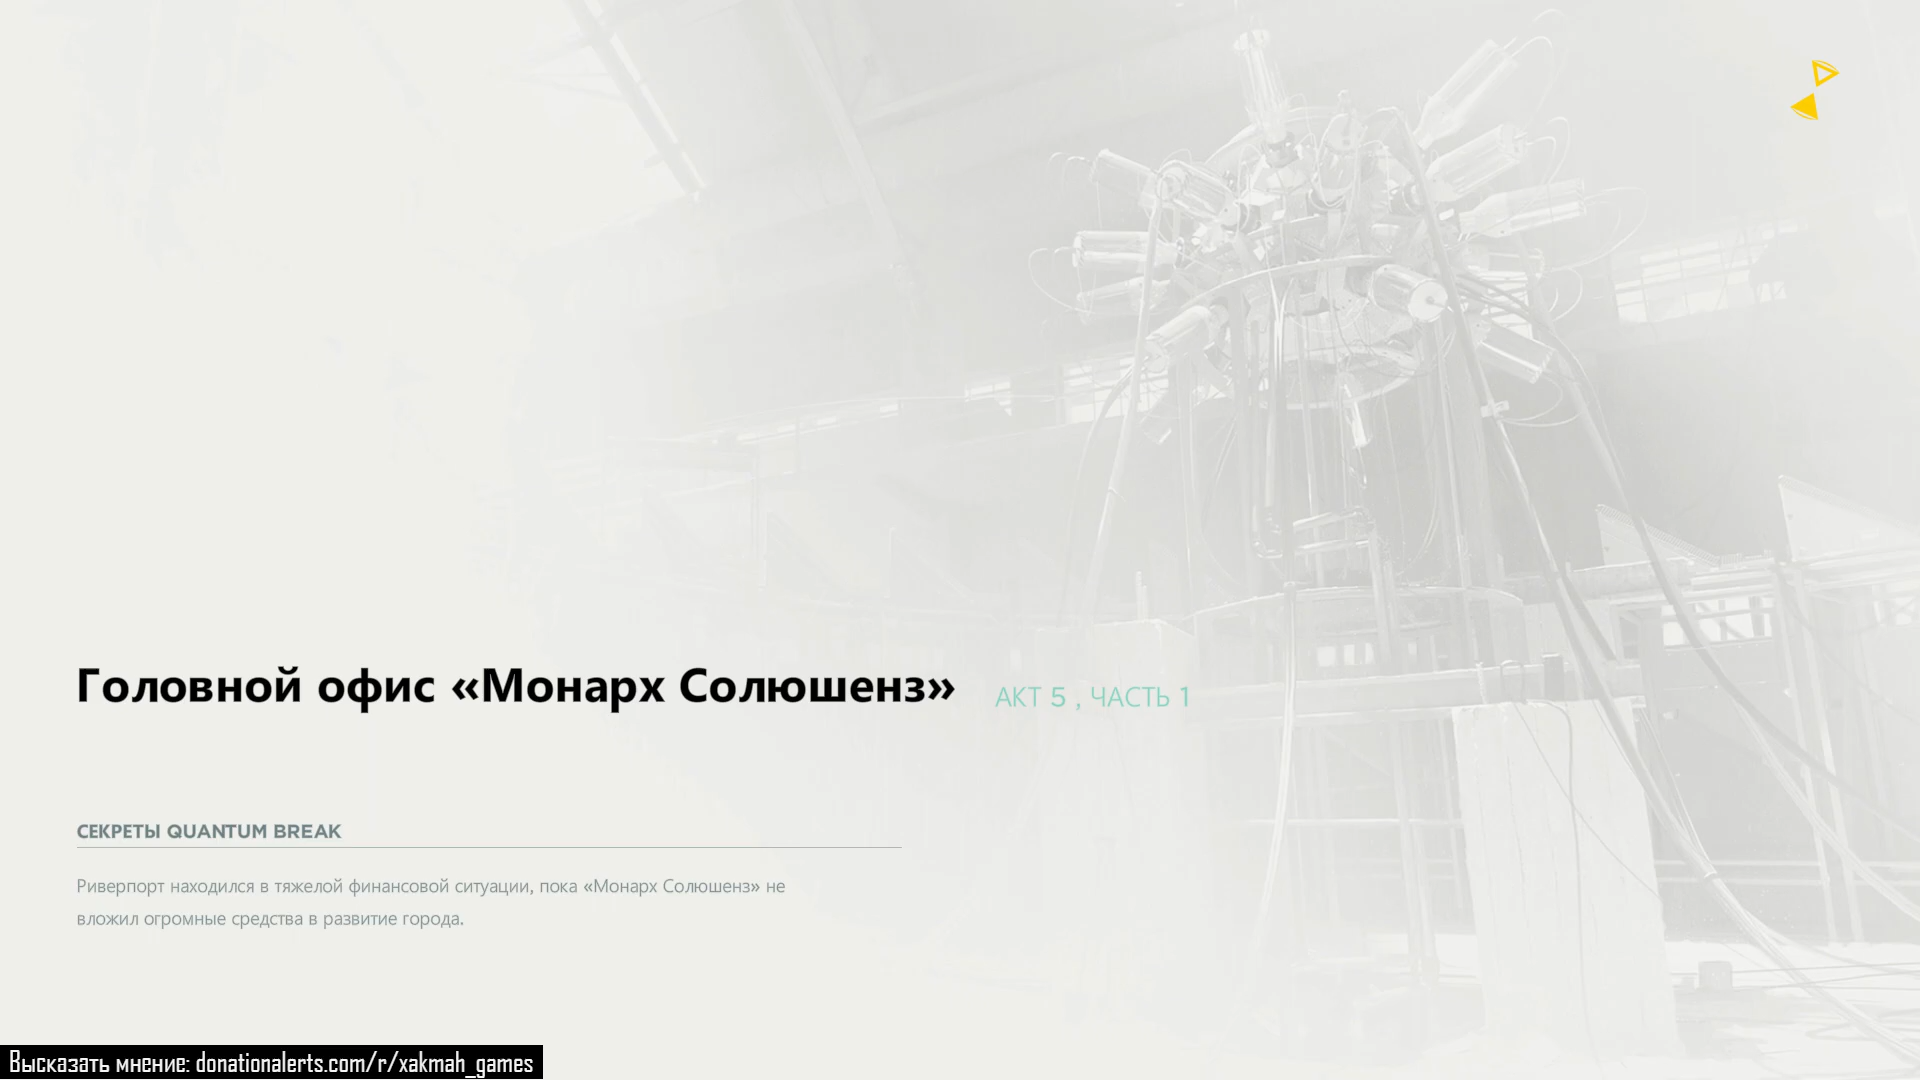 Головной офис «Монарх Солюшенз» АКТ 5 , ЧАСТЬ 1
СЕКРЕТЫ QUANTUM BREAK
Риверпорт находился в тяжелой финансовой ситуации, пока «Монарх Солюшенз» не
вложил огромные средства в развитие города.
Высказать мнение: donationalerts.com/r/xakmah_games